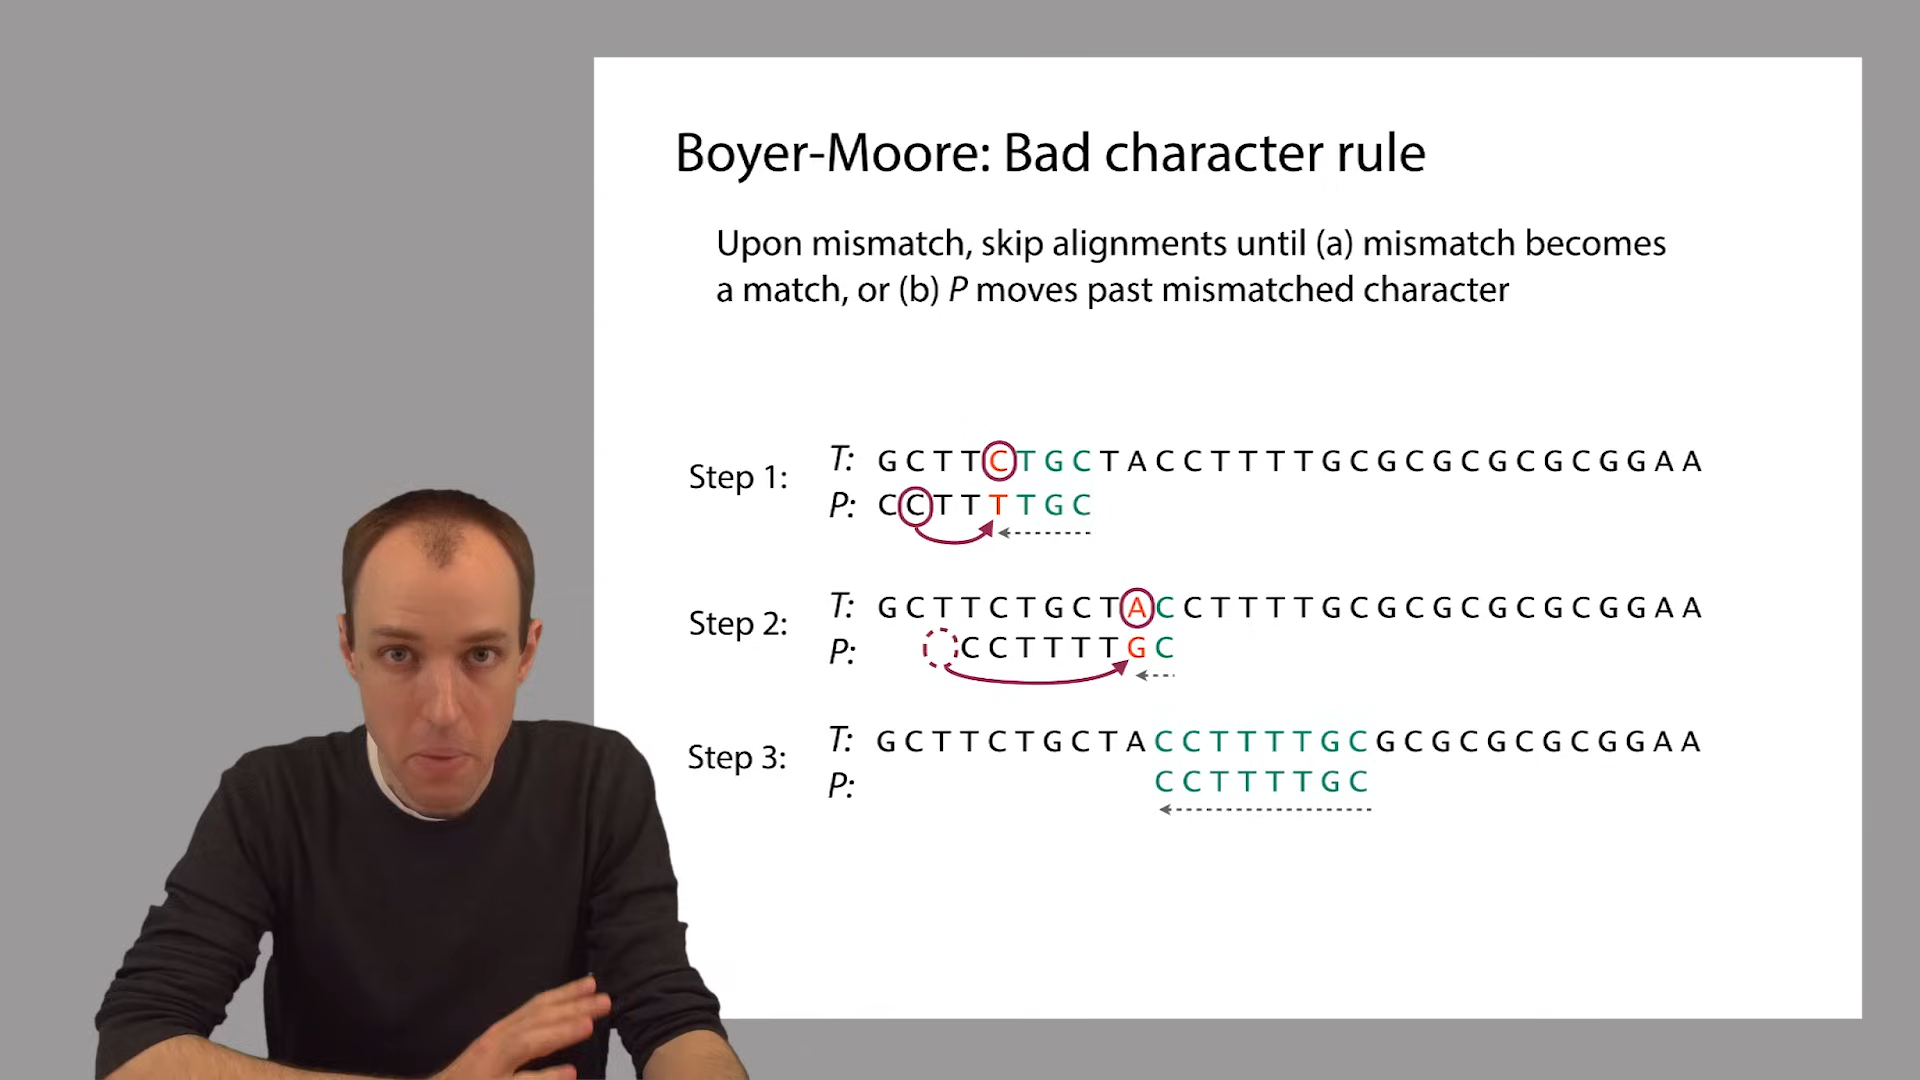 Boyer-Moore: Bad character rule
Upon mismatch, skip alignments until (a) mismatch becomes
a match, or (b) P moves past mismatched character
Step 1:
T: G C T T C T G C T A C C T T T T G C G C G C G C G C G G A A
P: C C T T T T G C
Step 2:
T: G C T T C T G C T A C C T T T T G C G C G C G C G C G G A A
P: C C T T T T G C
Step 3:
T: G C T T C T G C T A C C T T T T G C G C G C G C G C G G A A
P: C C T T T T G C